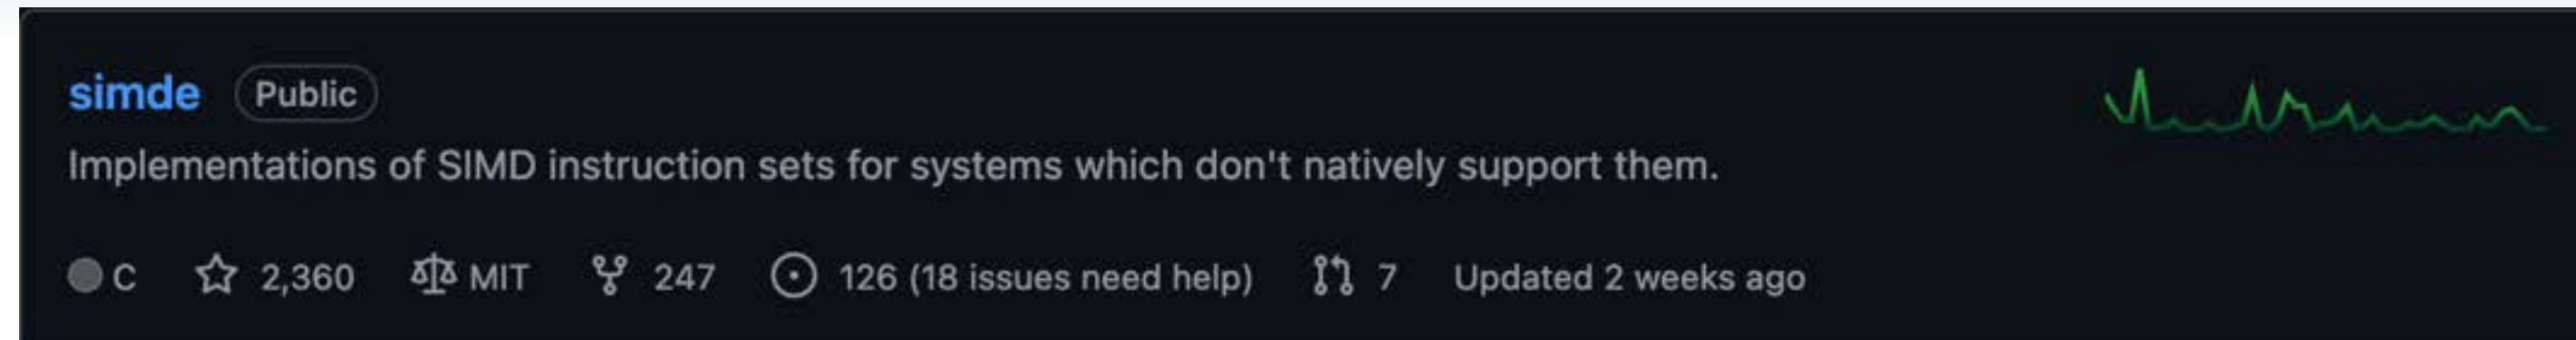 simde Public
Implementations of SIMD instruction sets for systems which don't natively support them.
C 2,360 MIT 247 126 (18 issues need help) 7 Updated 2 weeks ago